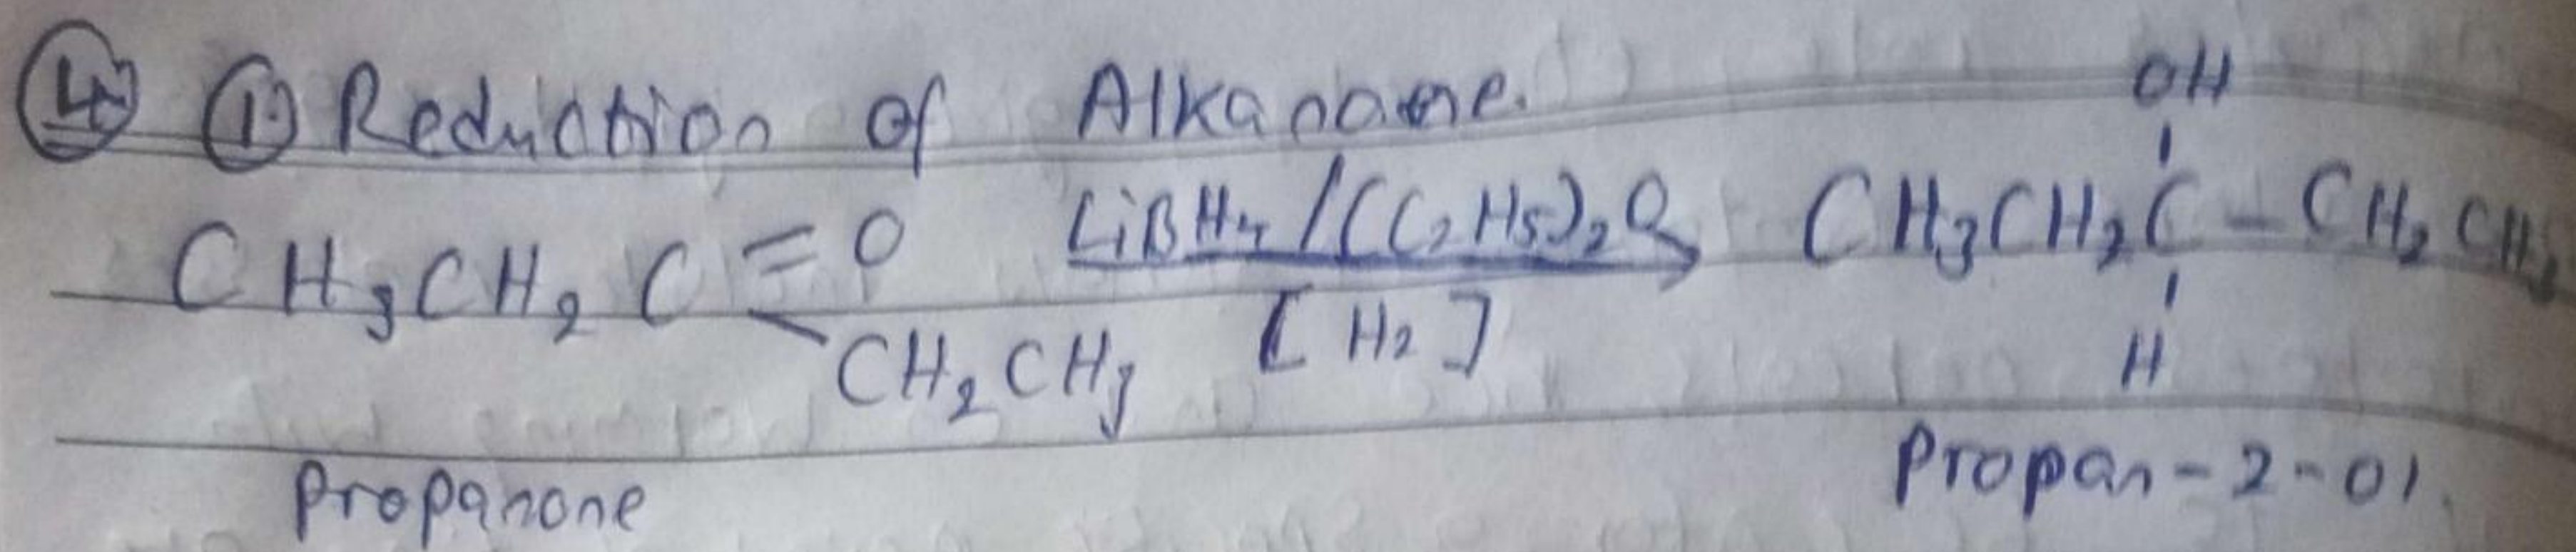 4. 1. Reduction of Alkanone.
OH
CH3CH2C=O LiBH4/(C2H5)2O CH3CH2C-CH2CH3
CH2CH3 [H2] H
Propanone Propan-2-ol.